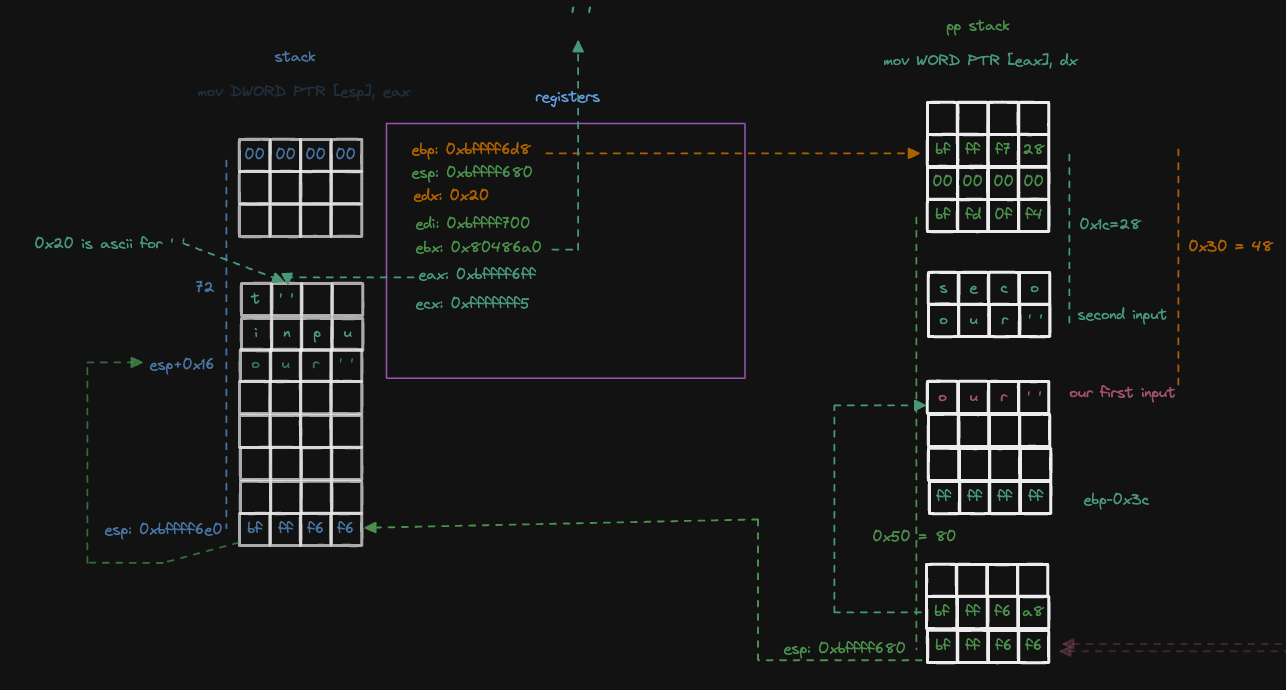 ' '
stack
mov DWORD PTR [esp], eax
00 00 00 00
registers
ebp: 0xbffff6d8
esp: 0xbffff680
edx: 0x20
edi: 0xbffff700
ebx: 0x80486a0
eax: 0xbffff6ff
ecx: 0xfffffff5
0x20 is ascii for ' '
72
t ' '
i n p u
esp+0x16
o u r ' '
esp: 0xbffff6e0
bf ff f6 f6
pp stack
mov WORD PTR [eax], dx
bf ff f7 28
00 00 00 00
bf fd 0f f4
0x1c=28
0x30 = 48
s e c o
o u r ' '
second input
o u r ' '
our first input
ff ff ff ff
ebp-0x3c
0x50 = 80
bf ff f6 a8
esp: 0xbffff680
bf ff f6 f6